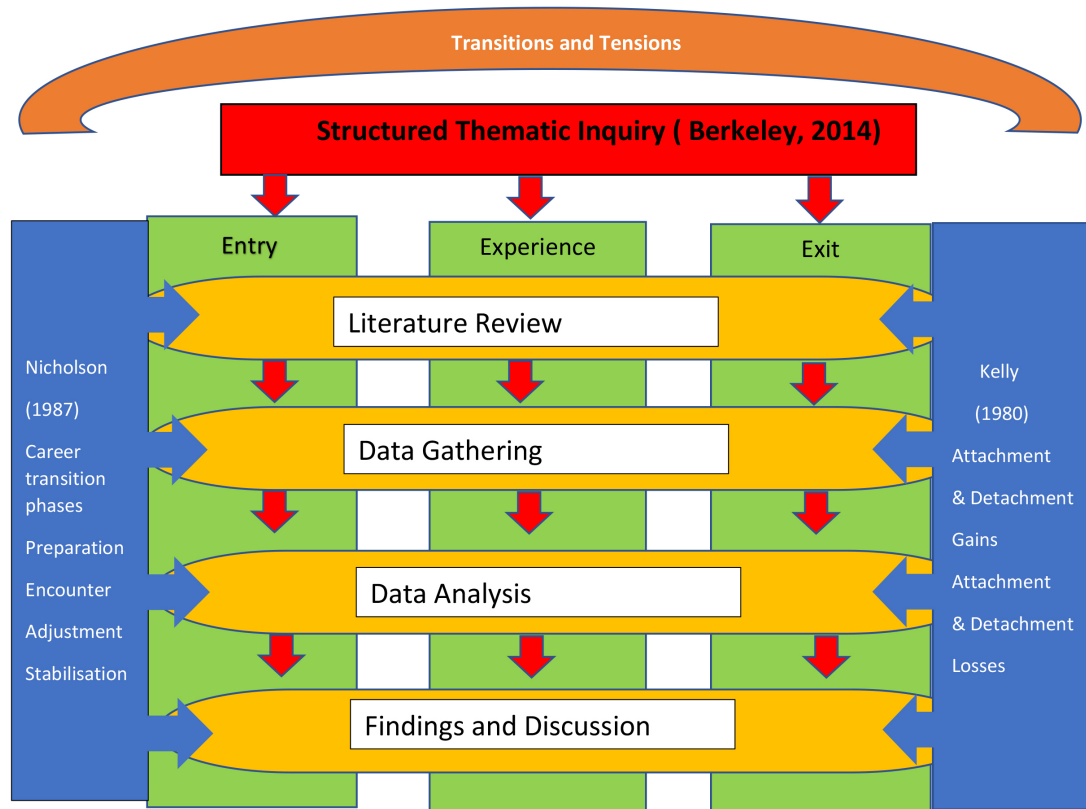 Transitions and Tensions
Structured Thematic Inquiry ( Berkeley, 2014)
Entry
Experience
Exit
Literature Review
Data Gathering
Data Analysis
Findings and Discussion
Nicholson
(1987)
Career
transition
phases
Preparation
Encounter
Adjustment
Stabilisation
Kelly
(1980)
Attachment
& Detachment
Gains
Attachment
& Detachment
Losses